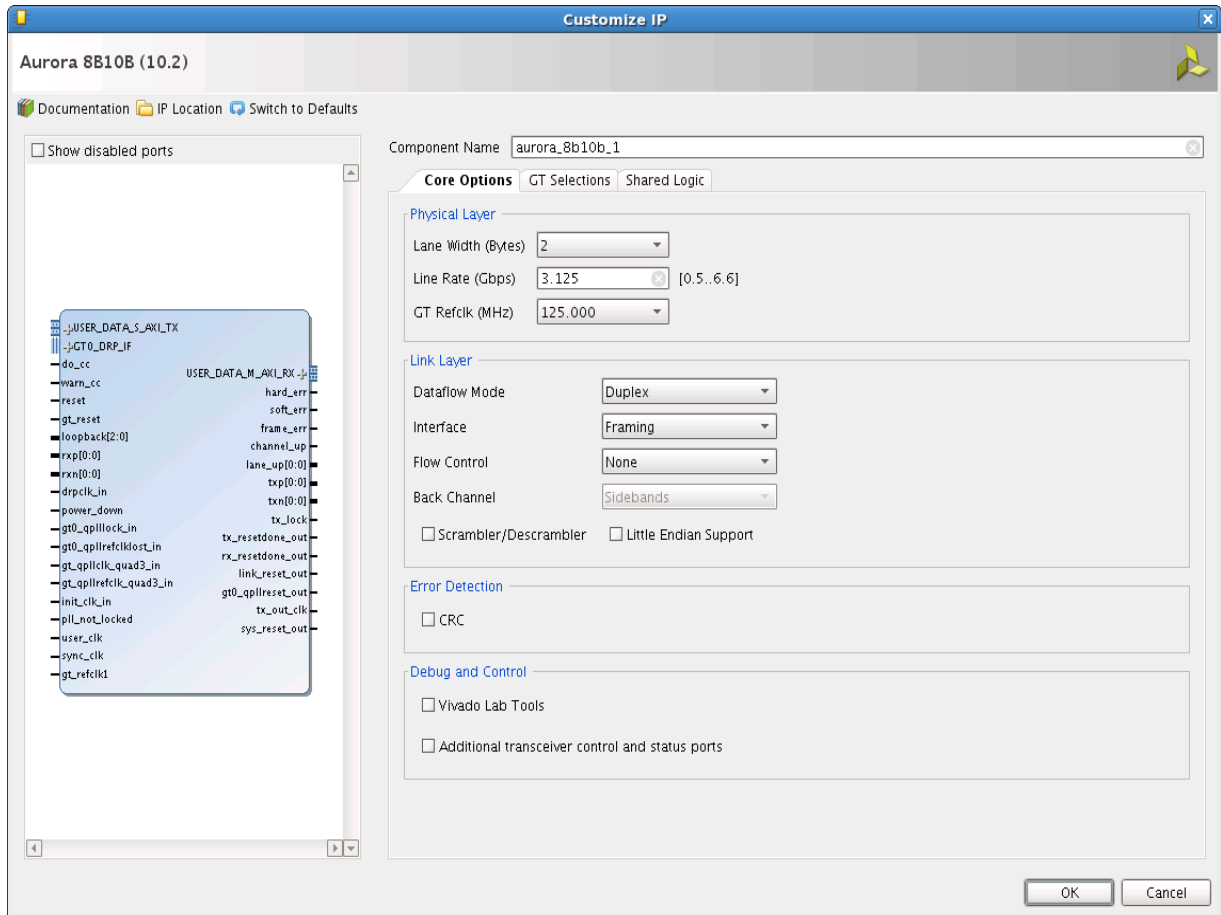 Customize IP
Aurora 8B10B (10.2)
Documentation IP Location Switch to Defaults
Show disabled ports
USER_DATA_S_AXI_TX
GT0_DRP_IF
do_cc
warn_cc
reset
gt_reset
loopback[2:0]
rxp[0:0]
rxn[0:0]
drpclk_in
power_down
gt0_qplllock_in
gt0_qpllrefclklost_in
gt_qpllclk_quad3_in
gt_qpllrefclk_quad3_in
init_clk_in
pll_not_locked
user_clk
sync_clk
gt_refclk1
USER_DATA_M_AXI_RX
hard_err
soft_err
frame_err
channel_up
lane_up[0:0]
txp[0:0]
txn[0:0]
tx_lock
tx_resetdone_out
rx_resetdone_out
link_reset_out
gt0_qpllreset_out
tx_out_clk
sys_reset_out
Component Name aurora_8b10b_1
Core Options GT Selections Shared Logic
Physical Layer
Lane Width (Bytes) 2
Line Rate (Gbps) 3.125 [0.5..6.6]
GT Refclk (MHz) 125.000
Link Layer
Dataflow Mode Duplex
Interface Framing
Flow Control None
Back Channel Sidebands
Scrambler/Descrambler Little Endian Support
Error Detection
CRC
Debug and Control
Vivado Lab Tools
Additional transceiver control and status ports
OK Cancel